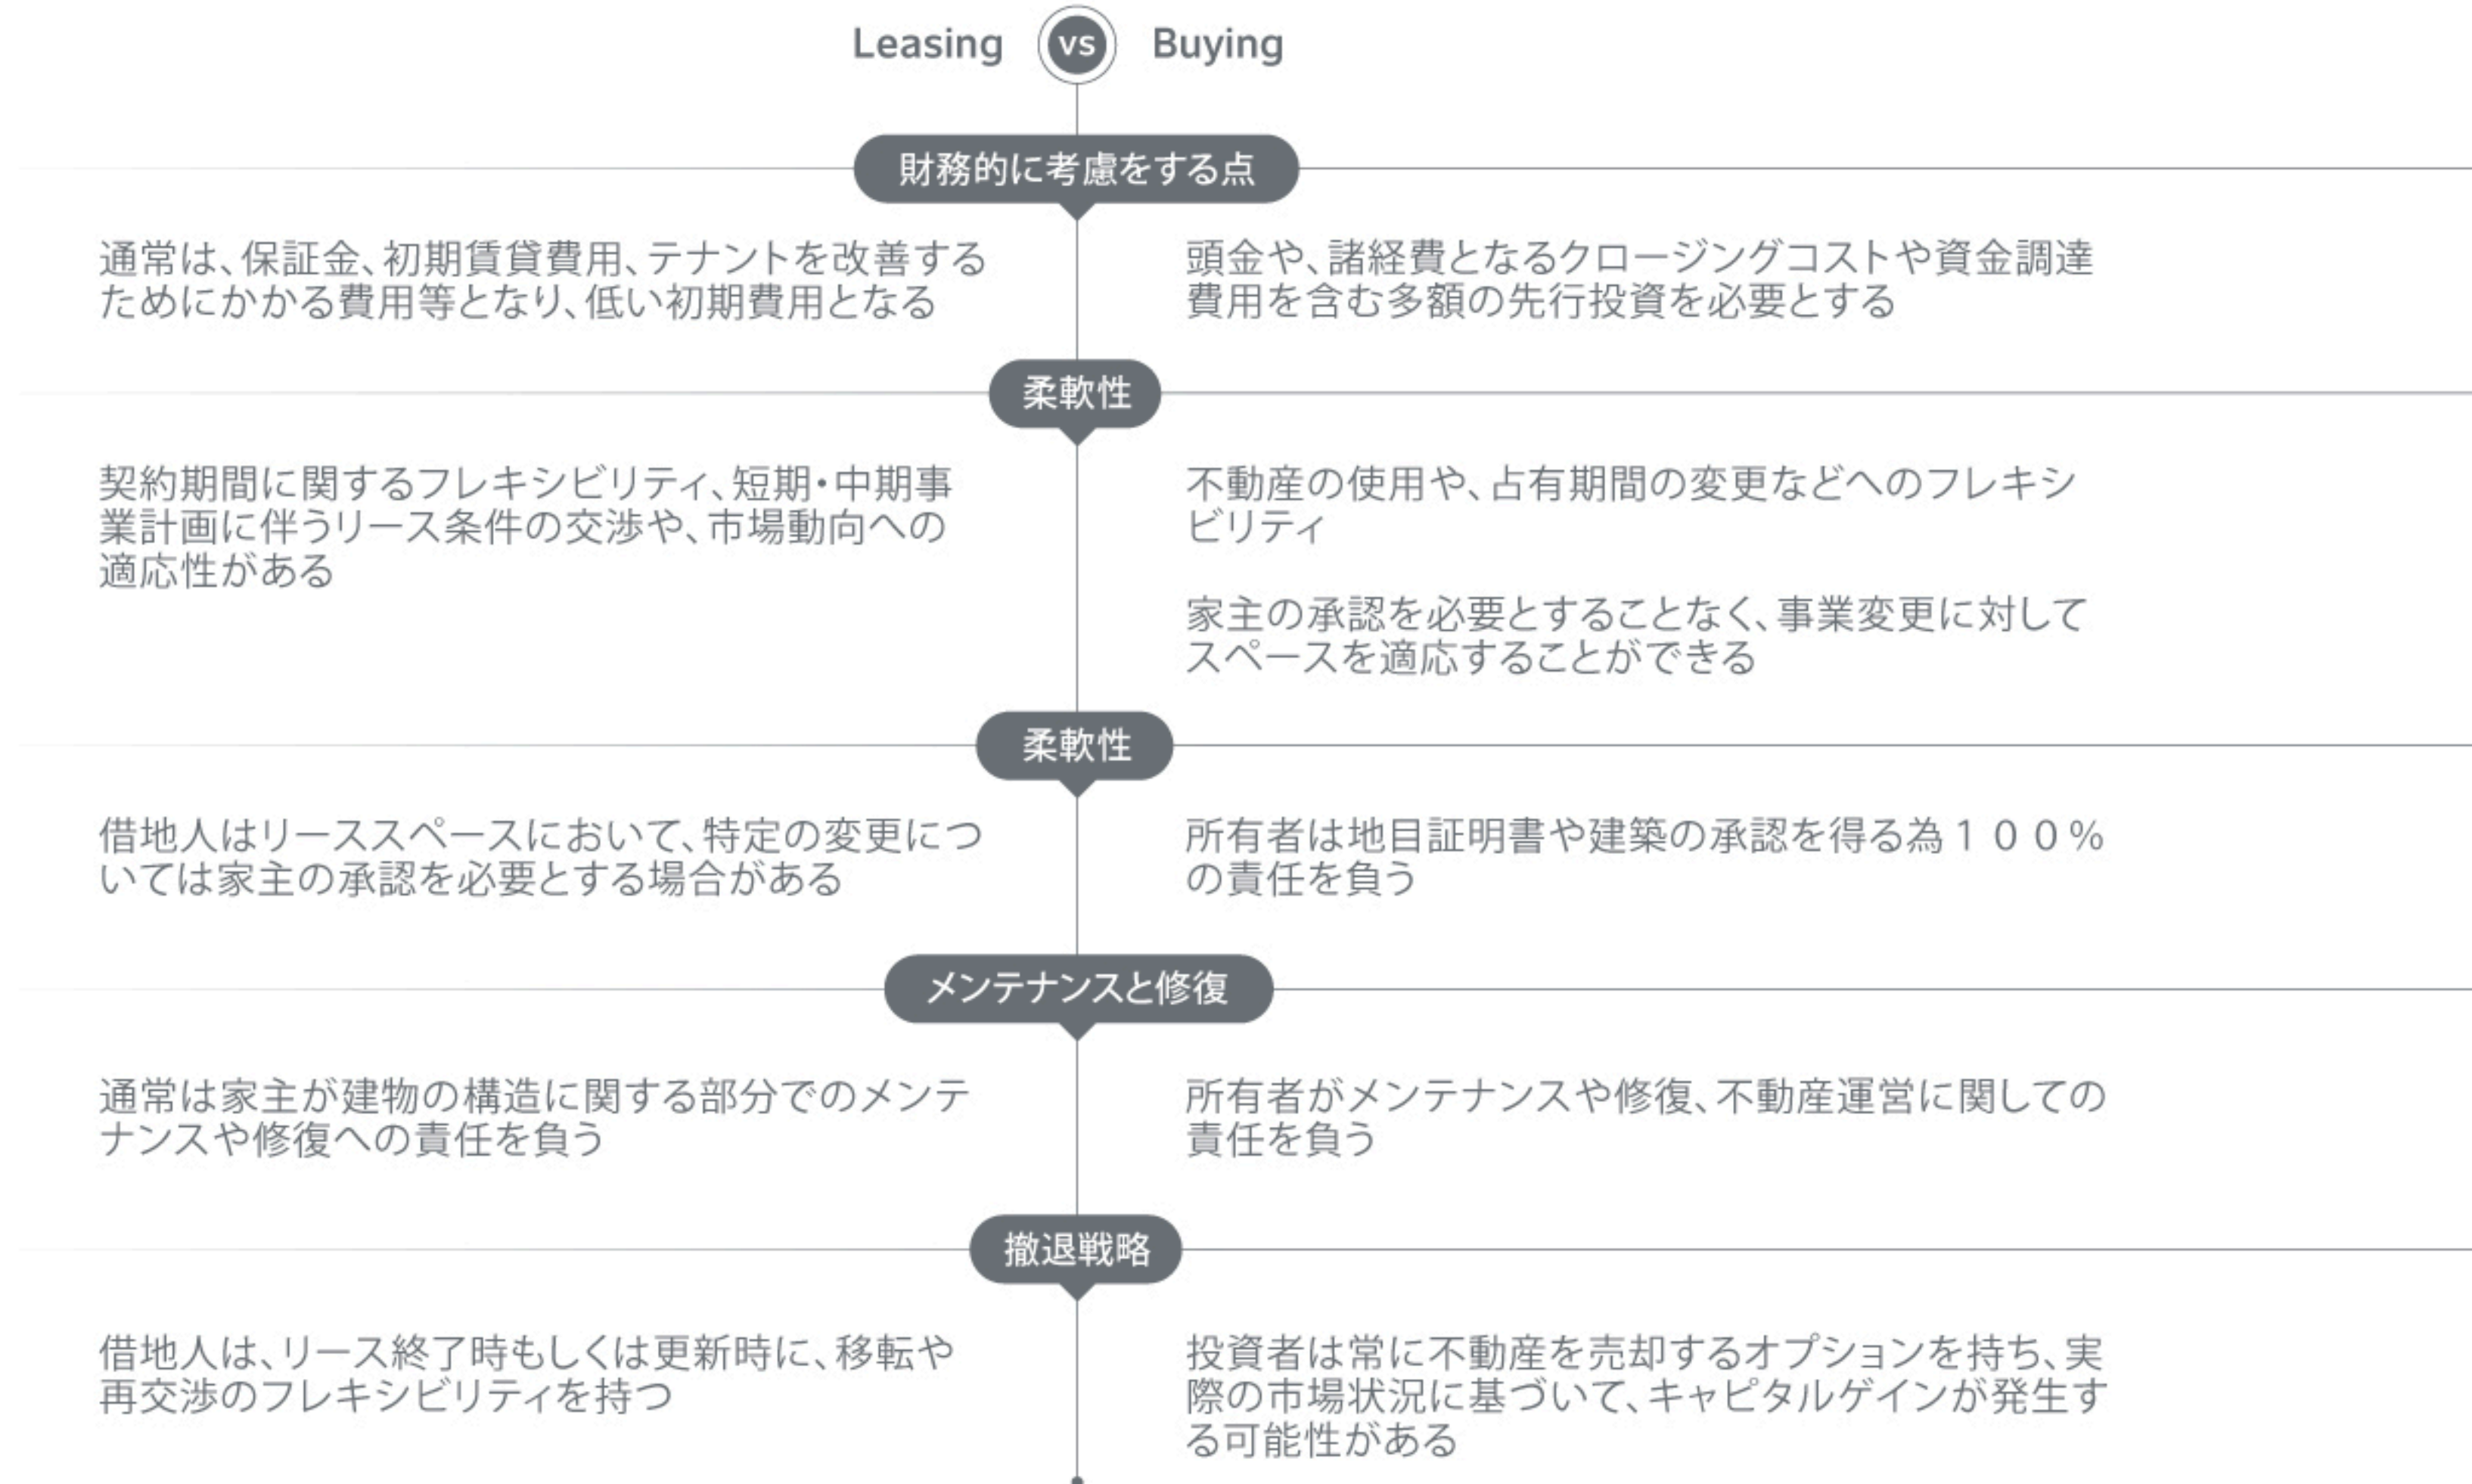 Leasing VS Buying
財務的に考慮をする点
通常は、保証金、初期賃貸費用、テナントを改善する
ためにかかる費用等となり、低い初期費用となる
頭金や、諸経費となるクロージングコストや資金調達
費用を含む多額の先行投資を必要とする
柔軟性
契約期間に関するフレキシビリティ、短期・中期事
業計画に伴うリース条件の交渉や、市場動向への
適応性がある
不動産の使用や、占有期間の変更などへのフレキシ
ビリティ
家主の承認を必要とすることなく、事業変更に対して
スペースを適応することができる
柔軟性
借地人はリーススペースにおいて、特定の変更につ
いては家主の承認を必要とする場合がある
所有者は地目証明書や建築の承認を得る為１００％
の責任を負う
メンテナンスと修復
通常は家主が建物の構造に関する部分でのメンテ
ナンスや修復への責任を負う
所有者がメンテナンスや修復、不動産運営に関しての
責任を負う
撤退戦略
借地人は、リース終了時もしくは更新時に、移転や
再交渉のフレキシビリティを持つ
投資者は常に不動産を売却するオプションを持ち、実
際の市場状況に基づいて、キャピタルゲインが発生す
る可能性がある